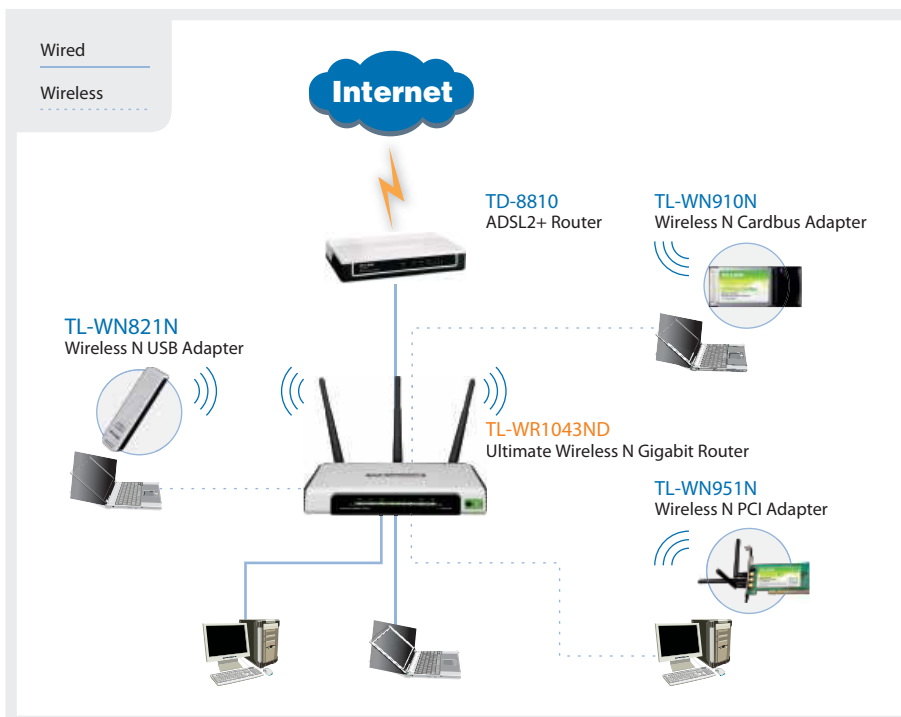 Wired
Wireless
Internet
TD-8810
ADSL2+ Router
TL-WN910N
Wireless N Cardbus Adapter
TL-WN821N
Wireless N USB Adapter
TL-WR1043ND
Ultimate Wireless N Gigabit Router
TL-WN951N
Wireless N PCI Adapter